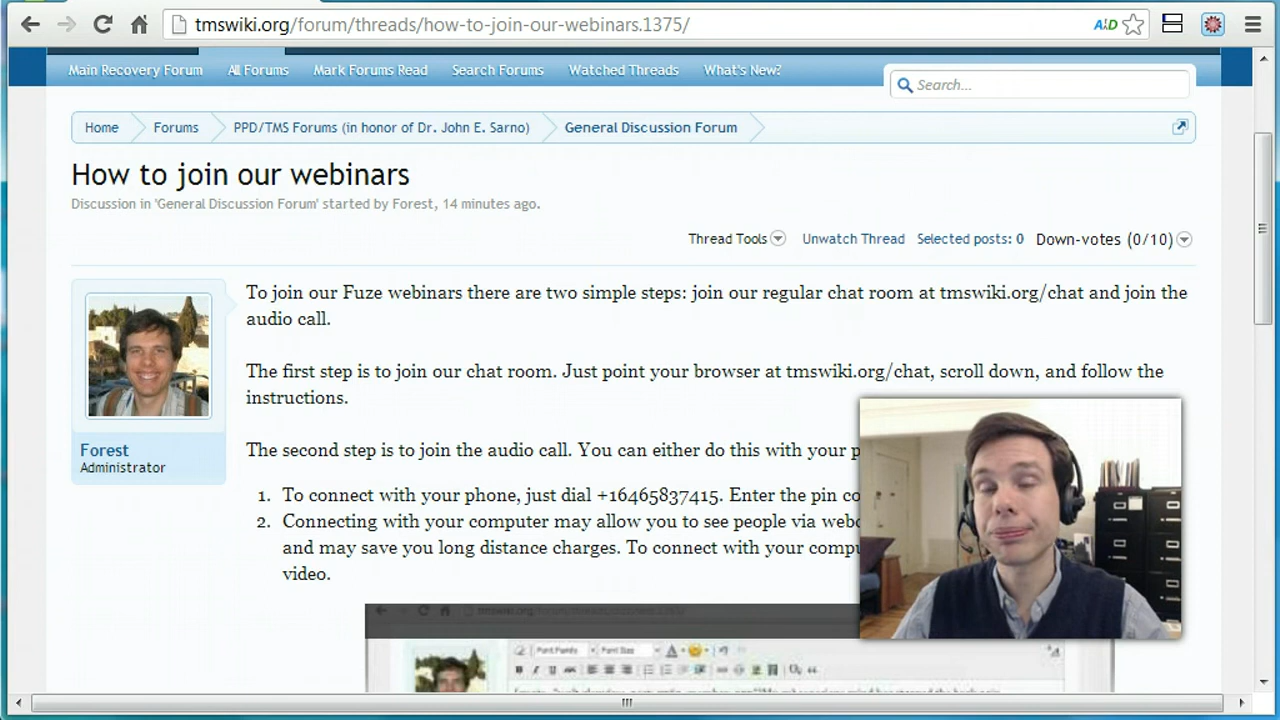 tmswiki.org/forum/threads/how-to-join-our-webinars.1375/
Main Recovery Forum All Forums Mark Forums Read Search Forums Watched Threads What's New?
Search...
Home Forums PPD/TMS Forums (in honor of Dr. John E. Sarno) General Discussion Forum
How to join our webinars
Discussion in 'General Discussion Forum' started by Forest, 14 minutes ago.
Thread Tools Unwatch Thread Selected posts: 0 Down-votes (0/10)
To join our Fuze webinars there are two simple steps: join our regular chat room at tmswiki.org/chat and join the
audio call.
The first step is to join our chat room. Just point your browser at tmswiki.org/chat, scroll down, and follow the
instructions.
Forest
Administrator
The second step is to join the audio call. You can either do this with your p
1. To connect with your phone, just dial +16465837415. Enter the pin co
2. Connecting with your computer may allow you to see people via webc
and may save you long distance charges. To connect with your compu
video.
Font Family Font Size